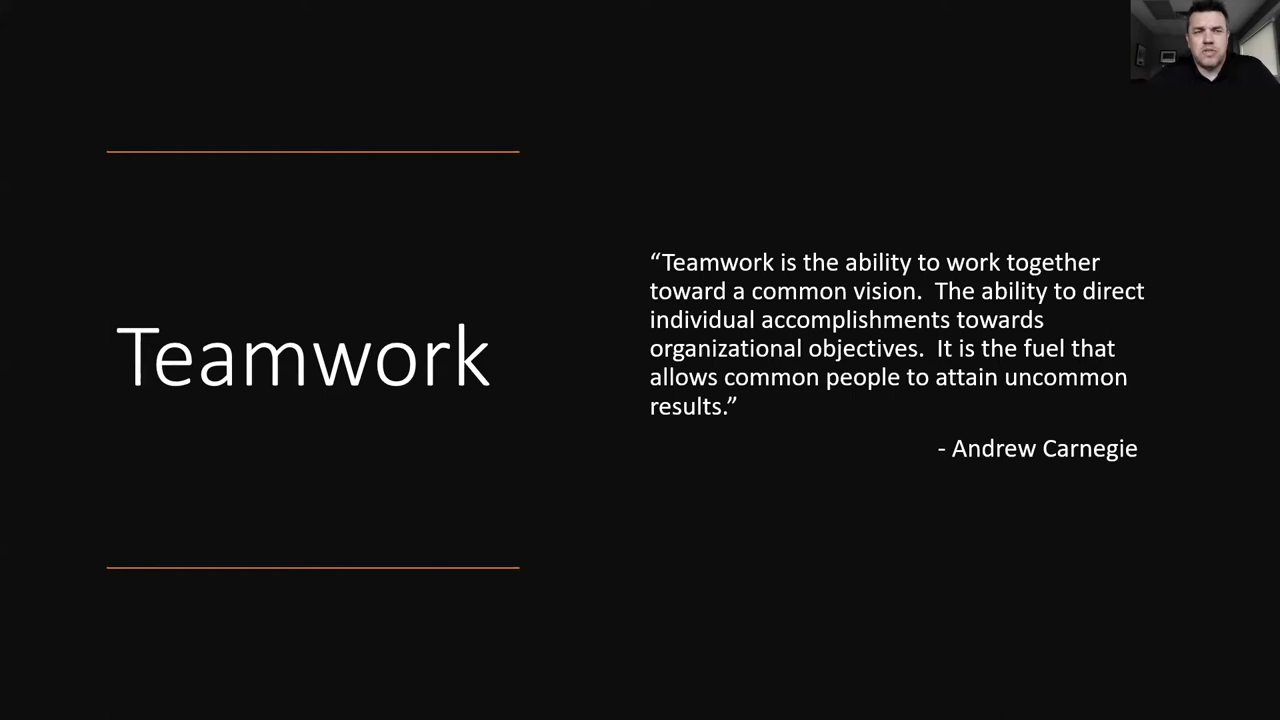 Teamwork
“Teamwork is the ability to work together
toward a common vision.  The ability to direct
individual accomplishments towards
organizational objectives.  It is the fuel that
allows common people to attain uncommon
results.”
- Andrew Carnegie